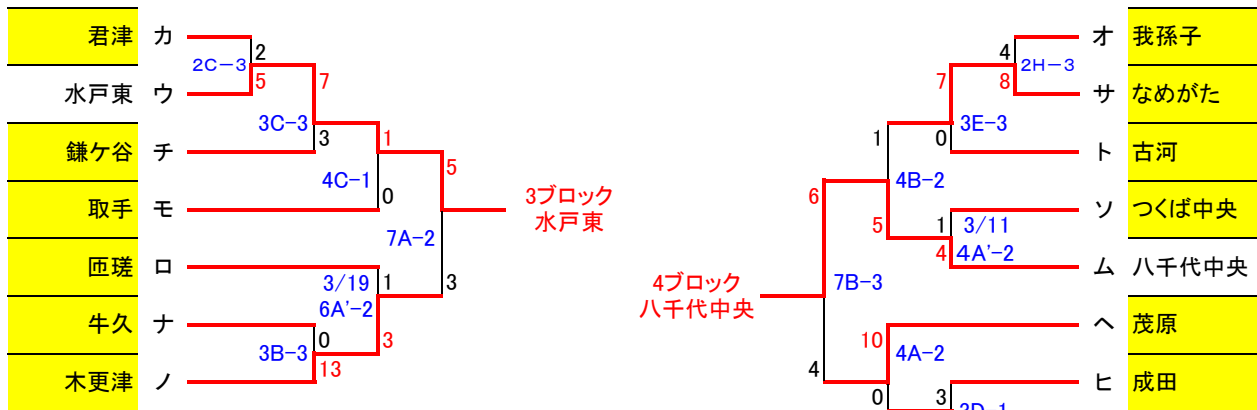 君津 カ
2
2C-3
5
水戸東 ウ
7
3C-3
3
鎌ケ谷 チ
1
4C-1
0
取手 モ
5
7A-2
3
3ブロック
水戸東
匝瑳 ロ
3/19
1
6A'-2
3
牛久 ナ
0
3B-3
13
木更津 ノ
オ 我孫子
4
2H-3
8
サ なめがた
7
3E-3
0
ト 古河
1
4B-2
5
ソ つくば中央
1
3/11
4
4A'-2
ム 八千代中央
6
7B-3
4
4ブロック
八千代中央
ヘ 茂原
10
4A-2
0
ヒ 成田
3